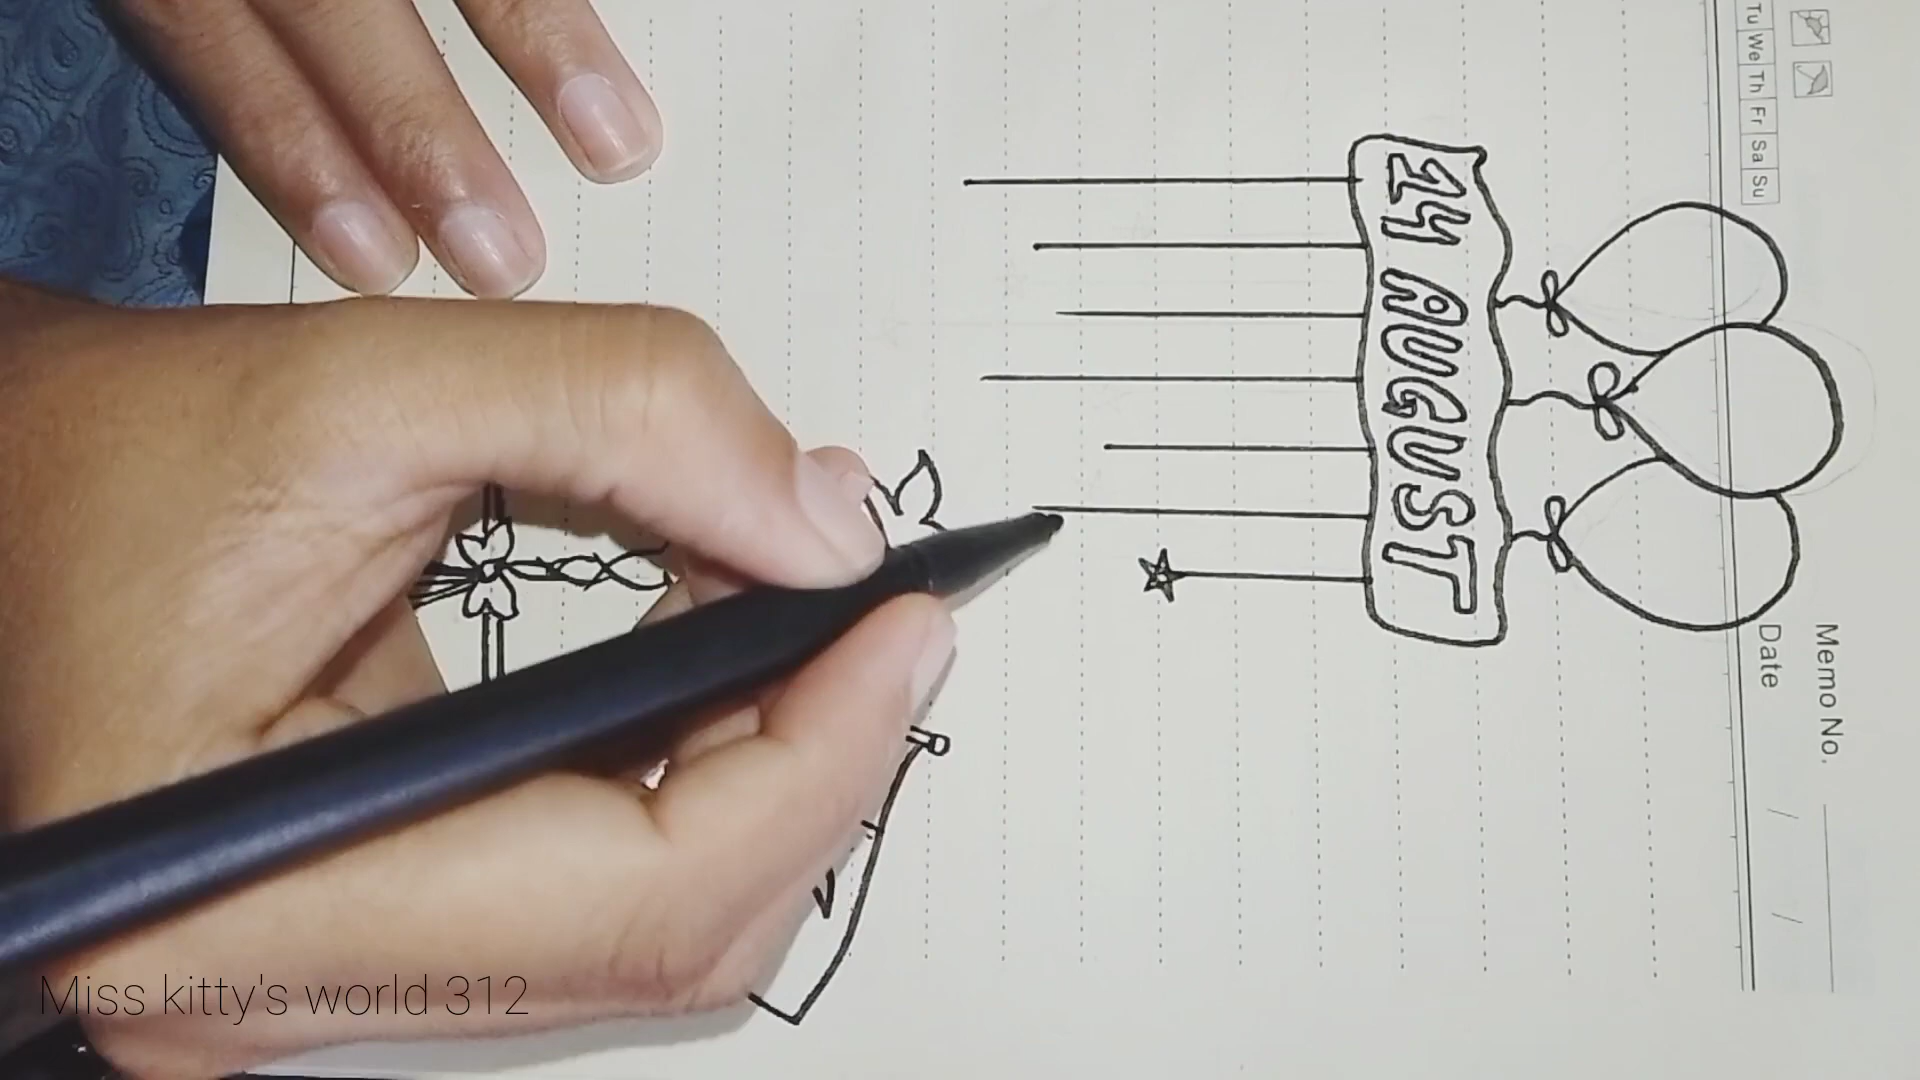 Tu We Th Fr Sa Su
Memo No.
Date / /
14 AUGUST
Miss kitty's world 312